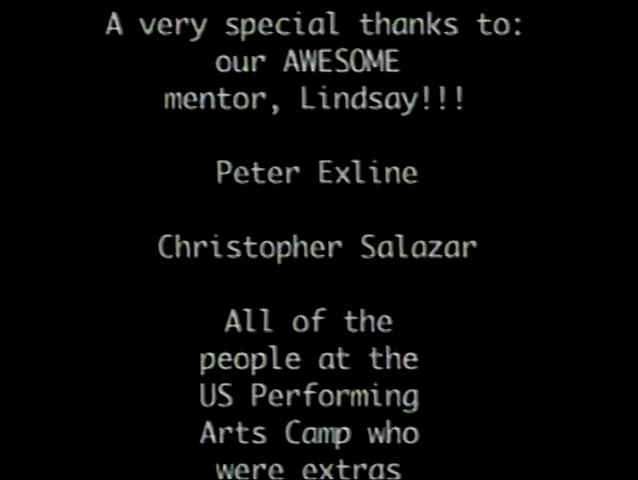 A very special thanks to:
our AWESOME
mentor, Lindsay!!!
Peter Exline
Christopher Salazar
All of the
people at the
US Performing
Arts Camp who
were extras